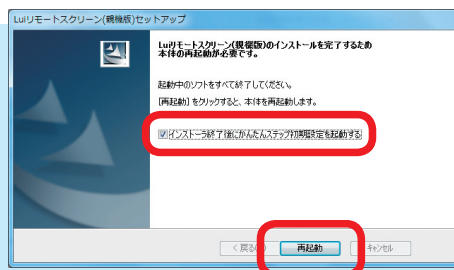 Luiリモートスクリーン(親機版)セットアップ
Luiリモートスクリーン(親機版)のインストールを完了するため
本体の再起動が必要です。
起動中のソフトをすべて終了してください。
[再起動] をクリックすると、本体を再起動します。
インストーラ終了後にかんたんステップ初期設定を起動する
< 戻る
再起動
キャンセル